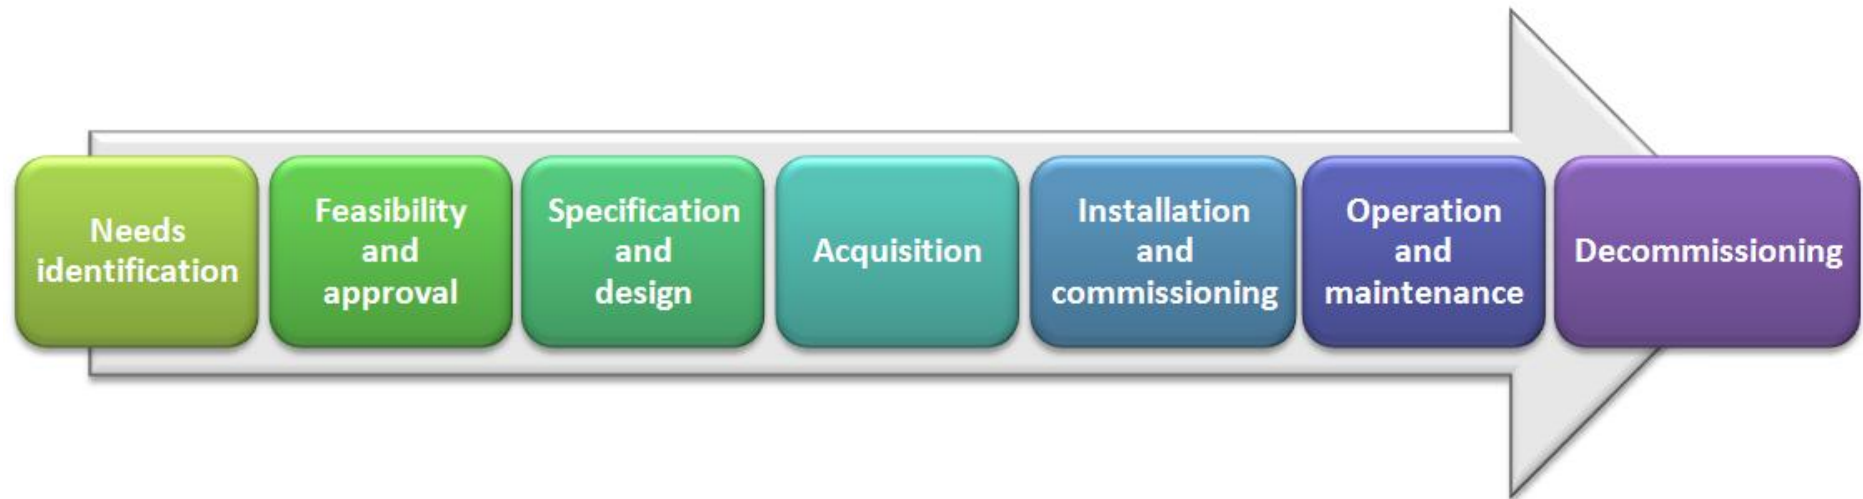 Needs
identification
Feasibility
and
approval
Specification
and
design
Acquisition
Installation
and
commissioning
Operation
and
maintenance
Decommissioning